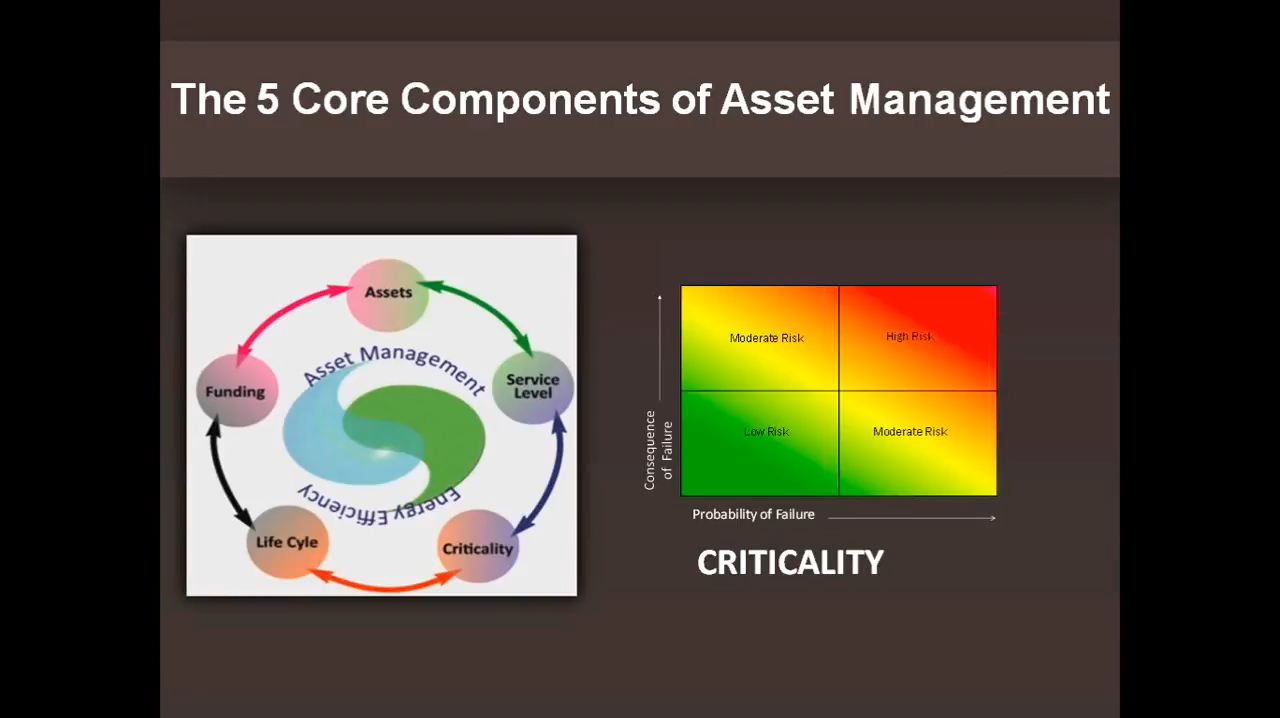 The 5 Core Components of Asset Management
Assets
Asset Management
Service
Level
Funding
Energy Efficiency
Life Cyle
Criticality
Moderate Risk
High Risk
Low Risk
Moderate Risk
Consequence
of Failure
Probability of Failure
CRITICALITY